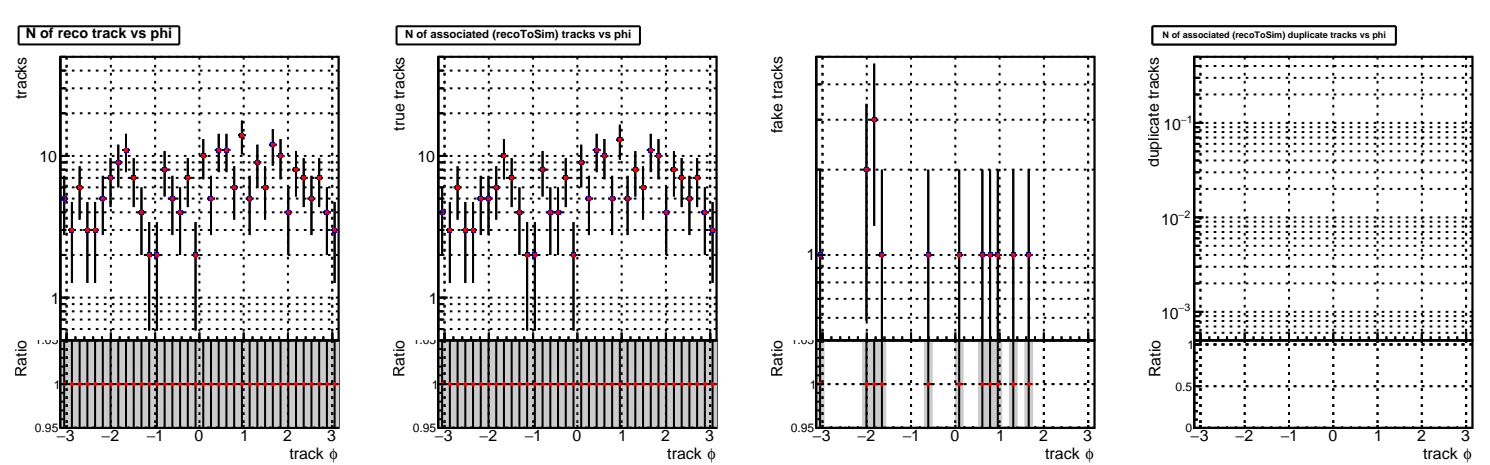 N of reco track vs phi
tracks
10
1
Ratio
1.05
1
0.95
−3 −2 −1 0 1 2 3
track ϕ
N of associated (recoToSim) tracks vs phi
true tracks
10
1
Ratio
1.05
1
0.95
−3 −2 −1 0 1 2 3
track ϕ
fake tracks
1
Ratio
1.05
1
0.95
−3 −2 −1 0 1 2 3
track ϕ
N of associated (recoToSim) duplicate tracks vs phi
duplicate tracks
10⁻¹
10⁻²
10⁻³
Ratio
1
0.5
0
−3 −2 −1 0 1 2 3
track ϕ